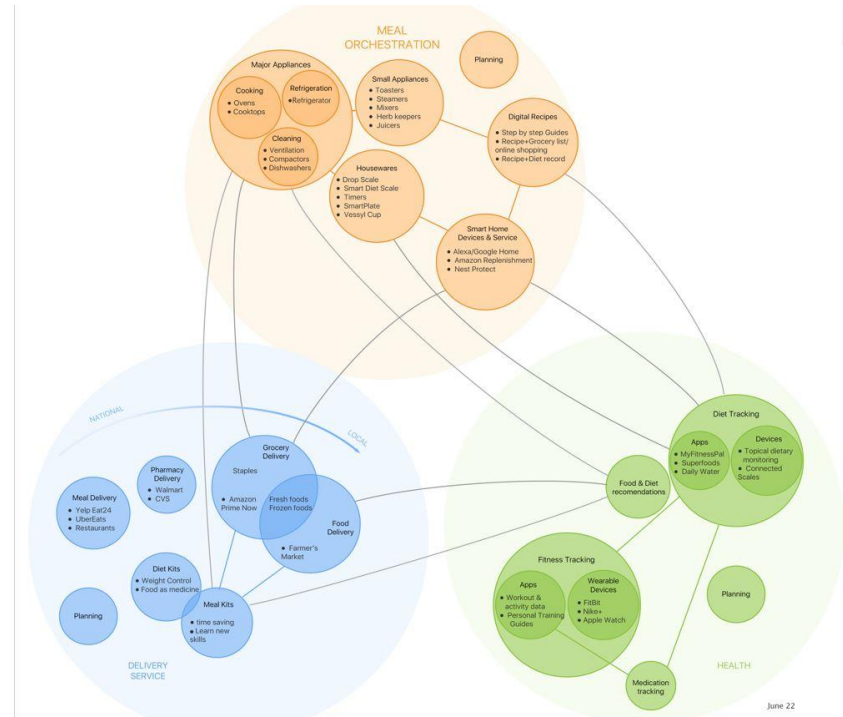 MEAL
ORCHESTRATION
Planning
Major Appliances
Cooking
• Ovens
• Cooktops
Refrigeration
•Refrigerator
Cleaning
• Ventilation
• Compactors
• Dishwashers
Small Appliances
• Toasters
• Steamers
• Mixers
• Herb keepers
• Juicers
Digital Recipes
• Step by step Guides
• Recipe+Grocery list/
online shopping
• Recipe+Diet record
Housewares
• Drop Scale
• Smart Diet Scale
• Timers
• SmartPlate
• Vessyl Cup
Smart Home
Devices & Service
• Alexa/Google Home
• Amazon Replenishment
• Nest Protect
NATIONAL
LOCAL
Grocery
Delivery
Staples
• Amazon
Prime Now
Fresh foods
Frozen foods
Food
Delivery
• Farmer's
Market
Pharmacy
Delivery
• Walmart
• CVS
Meal Delivery
• Yelp Eat24
• UberEats
• Restaurants
Diet Kits
• Weight Control
• Food as medicine
Meal Kits
• time saving
•Learn new
skills
Planning
DELIVERY
SERVICE
Diet Tracking
Apps
• MyFitnessPal
• Superfoods
• Daily Water
Devices
• Topical dietary
monitoring
• Connected
Scales
Food & Diet
recomendations
Fitness Tracking
Apps
• Workout &
activity data
• Personal Training
Guides
Wearable
Devices
• FitBit
• Nike+
• Apple Watch
Planning
Medication
tracking
HEALTH
June 22